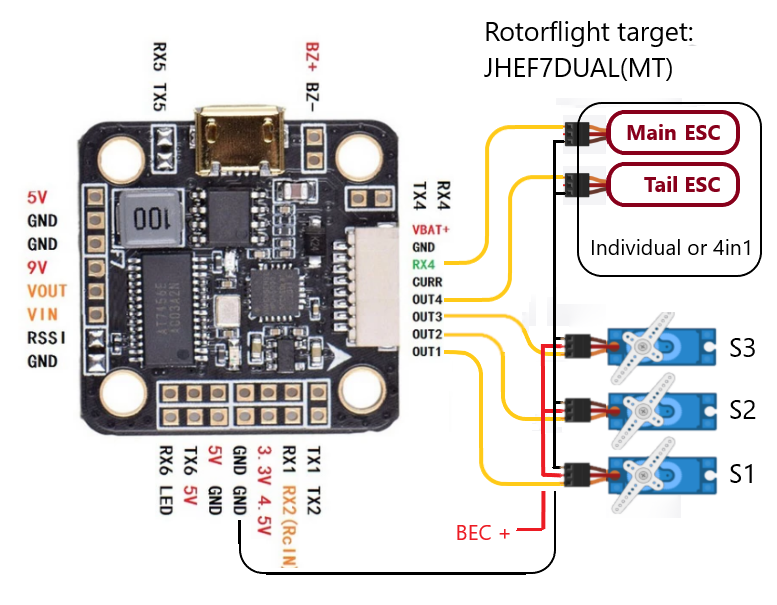 Rotorflight target:
JHEF7DUAL(MT)
RX5 TX5
BZ+ BZ-
Main ESC
Tail ESC
Individual or 4in1
5V
GND
GND
9V
VOUT
VIN
RSSI
GND
100
AT7456E
TX4 RX4
VBAT+
GND
RX4
CURR
OUT4
OUT3
OUT2
OUT1
S3
S2
S1
RX6 LED
TX6 5V
5V GND
GND GND
3.3V 4.5V
RX1 RX2(RcIN)
TX1 TX2
BEC +